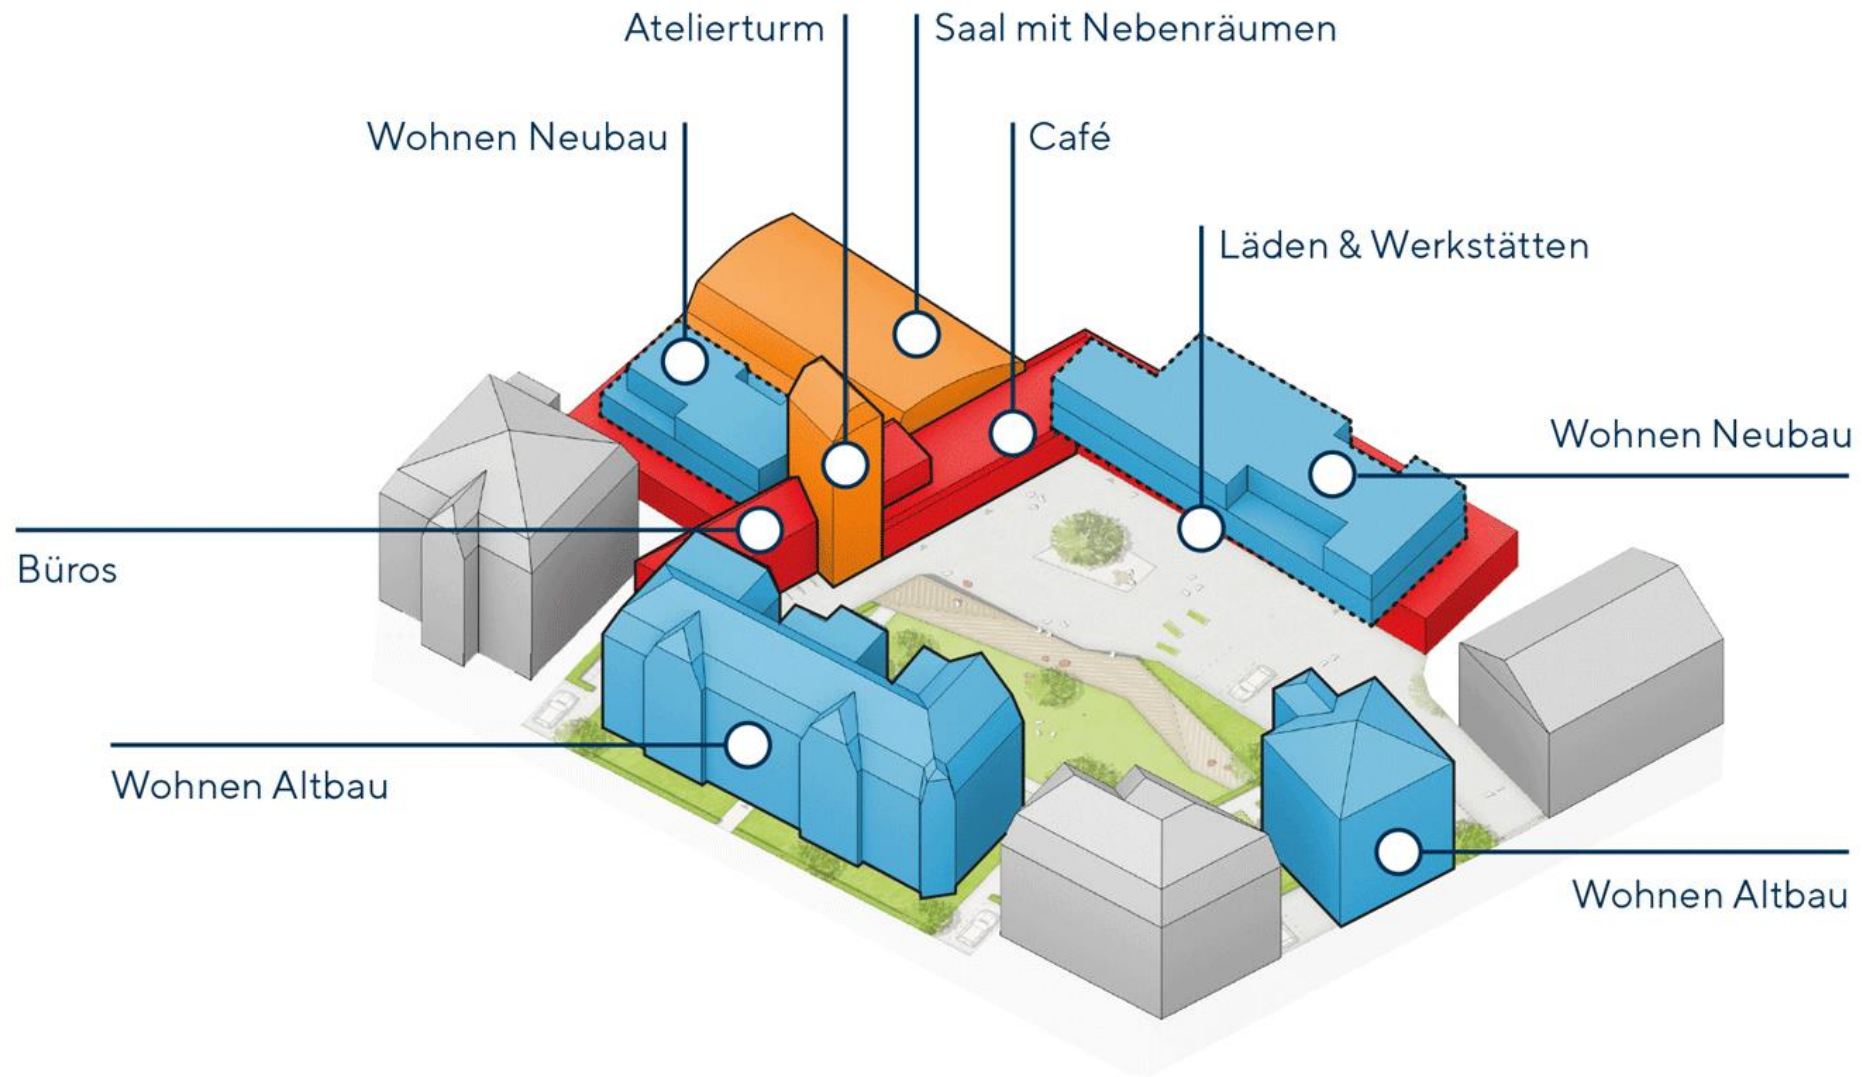 Atelierturm
Saal mit Nebenräumen
Wohnen Neubau
Café
Läden & Werkstätten
Wohnen Neubau
Büros
Wohnen Altbau
Wohnen Altbau